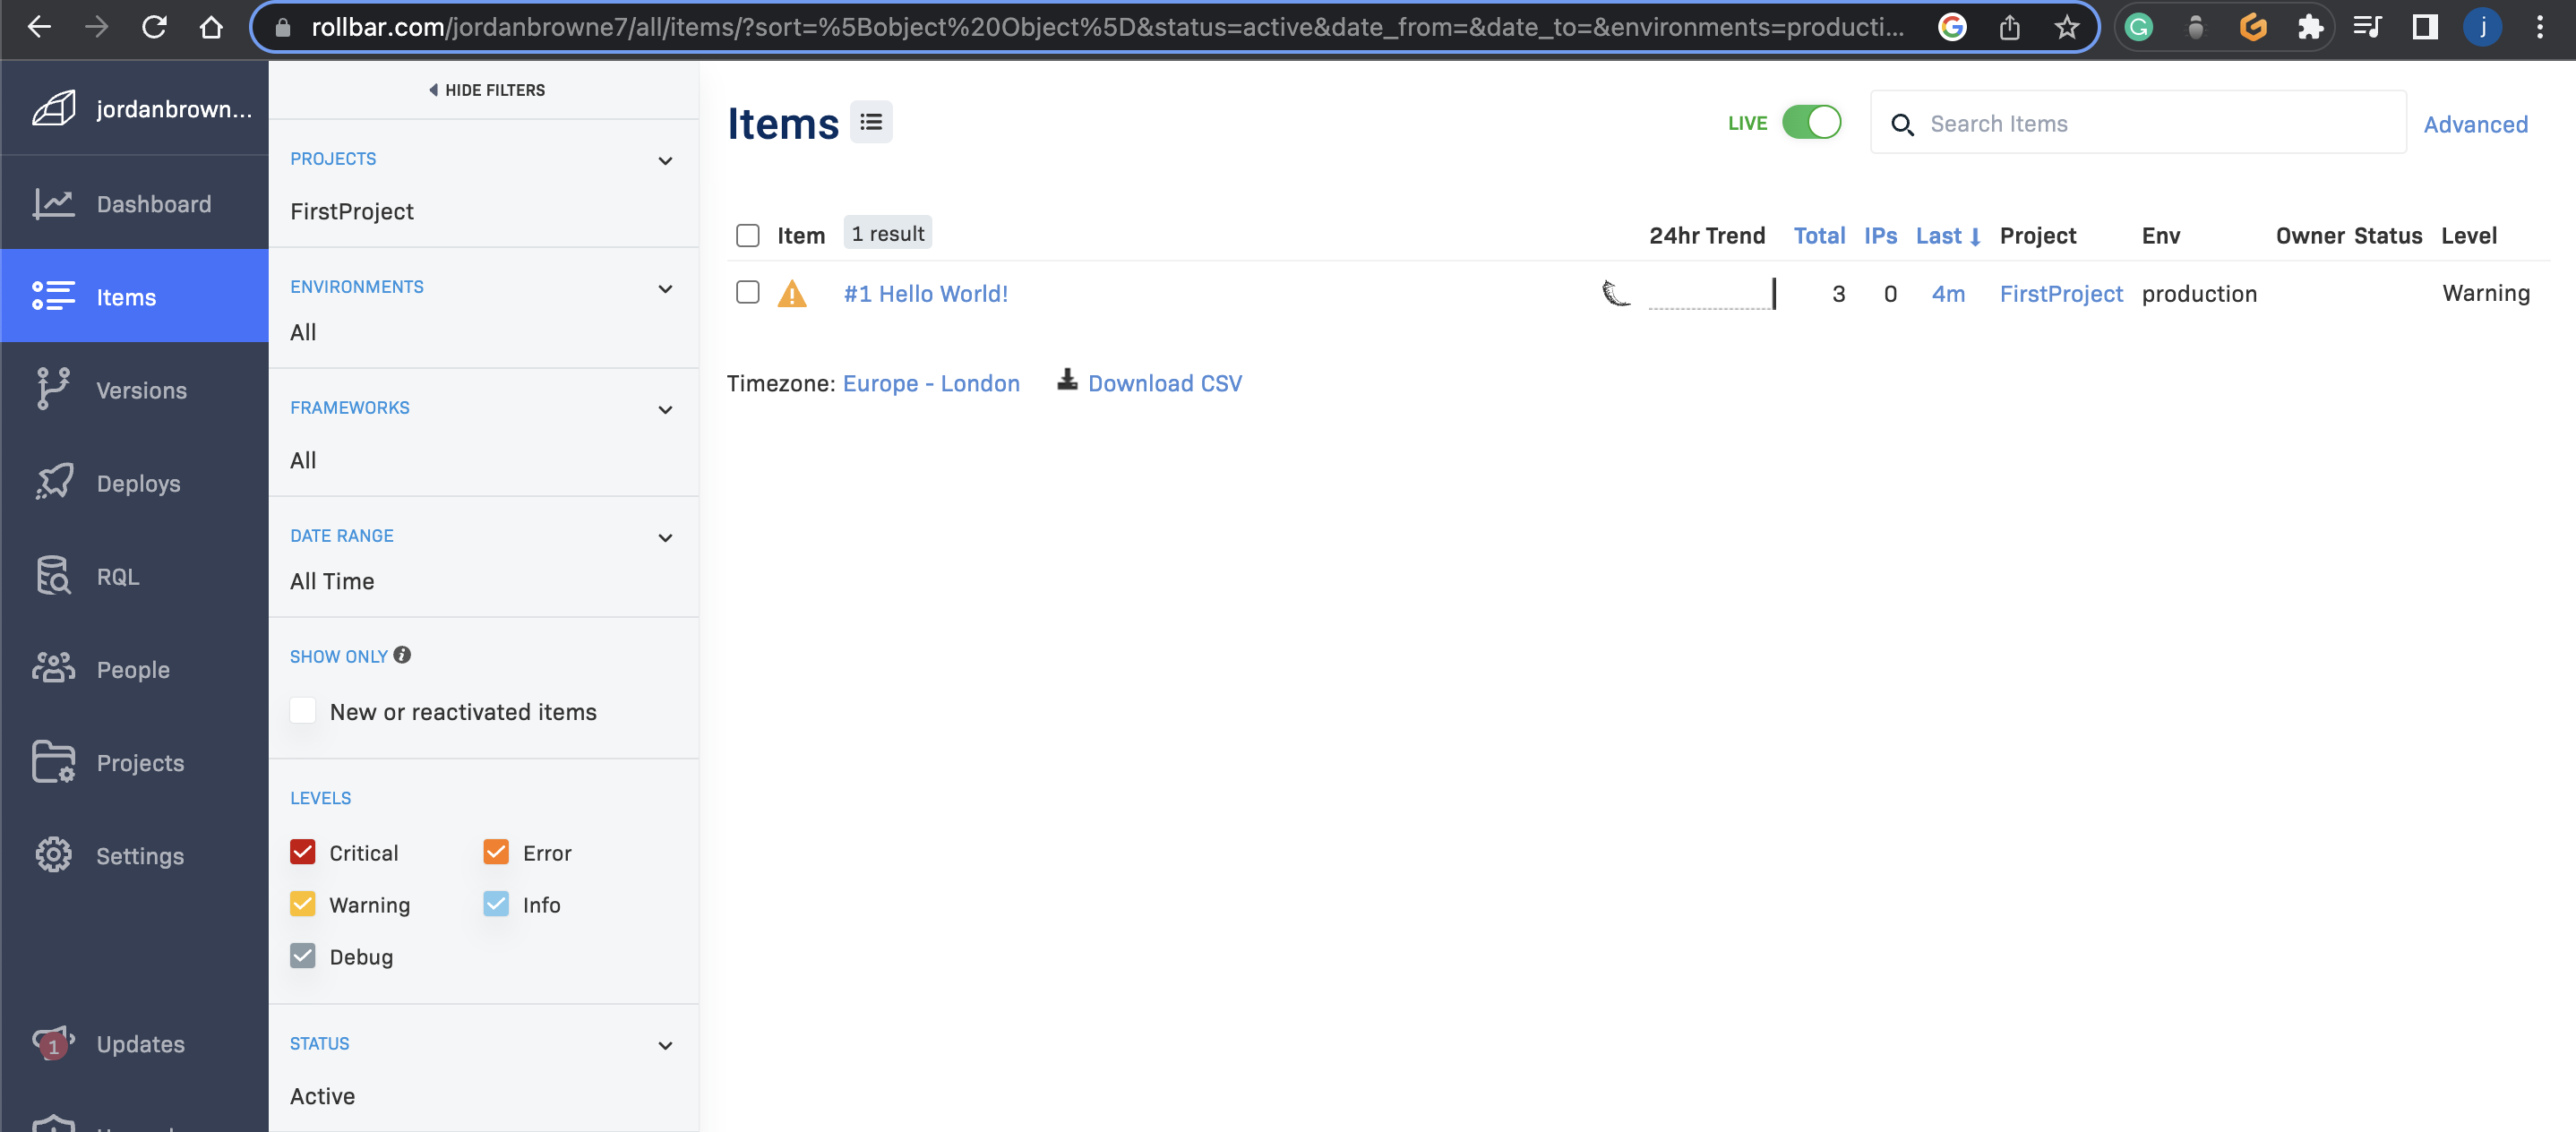 rollbar.com/jordanbrowne7/all/items/?sort=%5Bobject%20Object%5D&status=active&date_from=&date_to=&environments=producti...
j
jordanbrown...
Dashboard
Items
Versions
Deploys
RQL
People
Projects
Settings
1
Updates
HIDE FILTERS
PROJECTS
FirstProject
ENVIRONMENTS
All
FRAMEWORKS
All
DATE RANGE
All Time
SHOW ONLY
New or reactivated items
LEVELS
Critical Error
Warning Info
Debug
STATUS
Active
Items
LIVE
Search Items
Advanced
Item 1 result 24hr Trend Total IPs Last Project Env Owner Status Level
#1 Hello World! 3 0 4m FirstProject production Warning
Timezone: Europe - London Download CSV